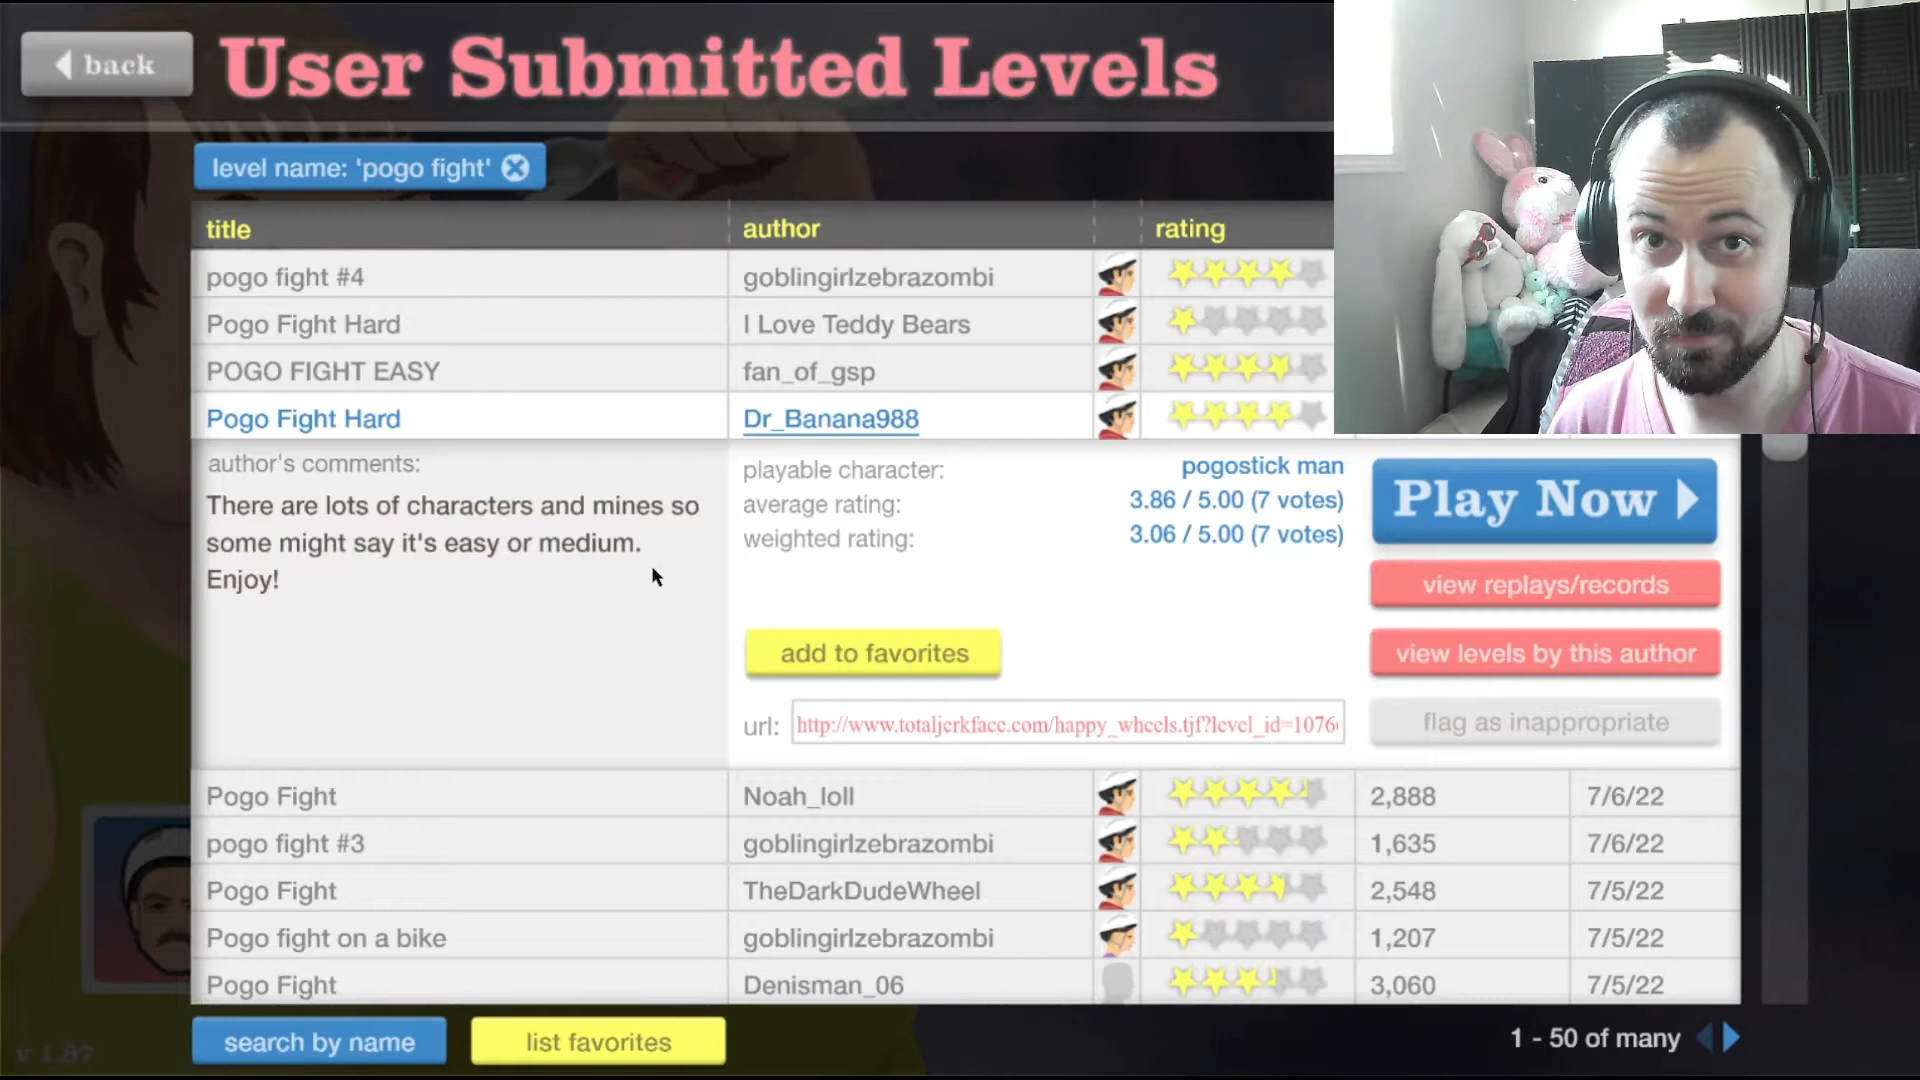 back
User Submitted Levels
level name: 'pogo fight'
title author rating
pogo fight #4 goblingirlzebrazombi
Pogo Fight Hard I Love Teddy Bears
POGO FIGHT EASY fan_of_gsp
Pogo Fight Hard Dr_Banana988
author's comments:
There are lots of characters and mines so
some might say it's easy or medium.
Enjoy!
playable character: pogostick man
average rating: 3.86 / 5.00 (7 votes)
weighted rating: 3.06 / 5.00 (7 votes)
Play Now
view replays/records
add to favorites
view levels by this author
url: http://www.totaljerkface.com/happy_wheels.tjf?level_id=1076
flag as inappropriate
Pogo Fight Noah_loll 2,888 7/6/22
pogo fight #3 goblingirlzebrazombi 1,635 7/6/22
Pogo Fight TheDarkDudeWheel 2,548 7/5/22
Pogo fight on a bike goblingirlzebrazombi 1,207 7/5/22
Pogo Fight Denisman_06 3,060 7/5/22
search by name
list favorites
1 - 50 of many
v 1.87